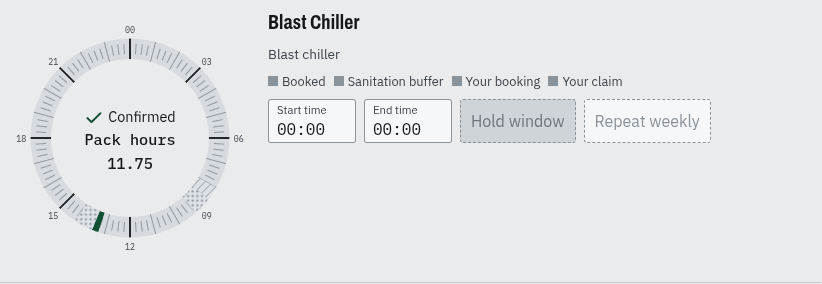 Blast Chiller
Blast chiller
Booked Sanitation buffer Your booking Your claim
Start time
00:00
End time
00:00
Hold window
Repeat weekly
00
03
06
09
12
15
18
21
Confirmed
Pack hours
11.75